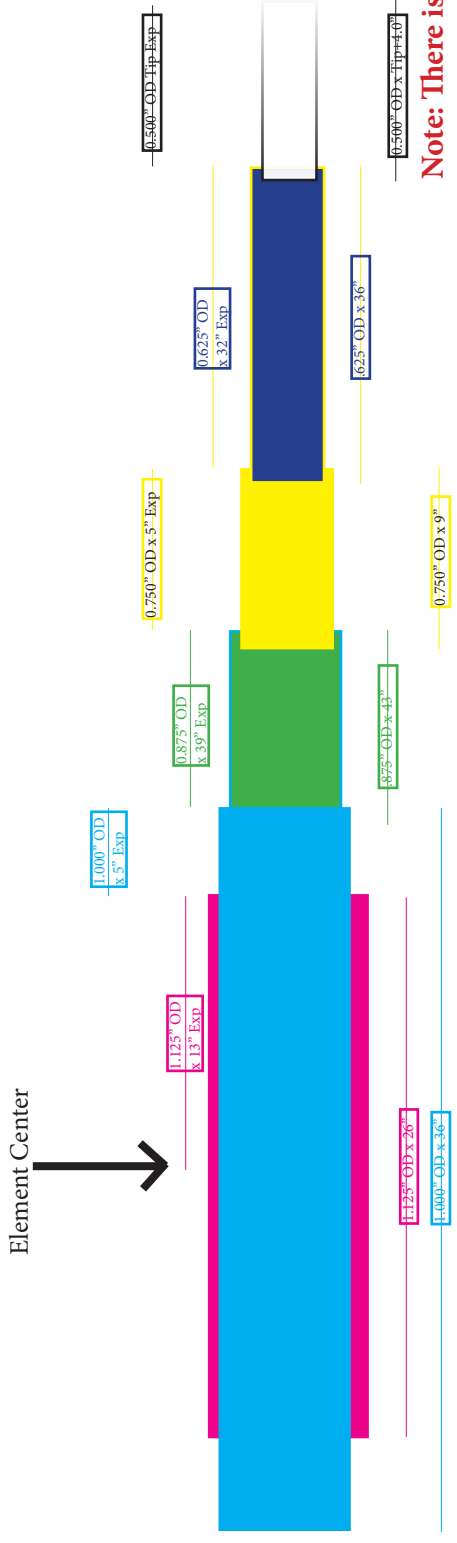 Element Center
1.125” OD
x 13” Exp
1.000” OD
x 5” Exp
0.875” OD
x 39” Exp
0.750” OD x 5” Exp
0.625” OD
x 32” Exp
0.500” OD Tip Exp
1.125” OD x 26”
1.000” OD x 36”
.875” OD x 43”
0.750” OD x 9”
.625” OD x 36”
0.500” OD x Tip+4.0”
Note: There is